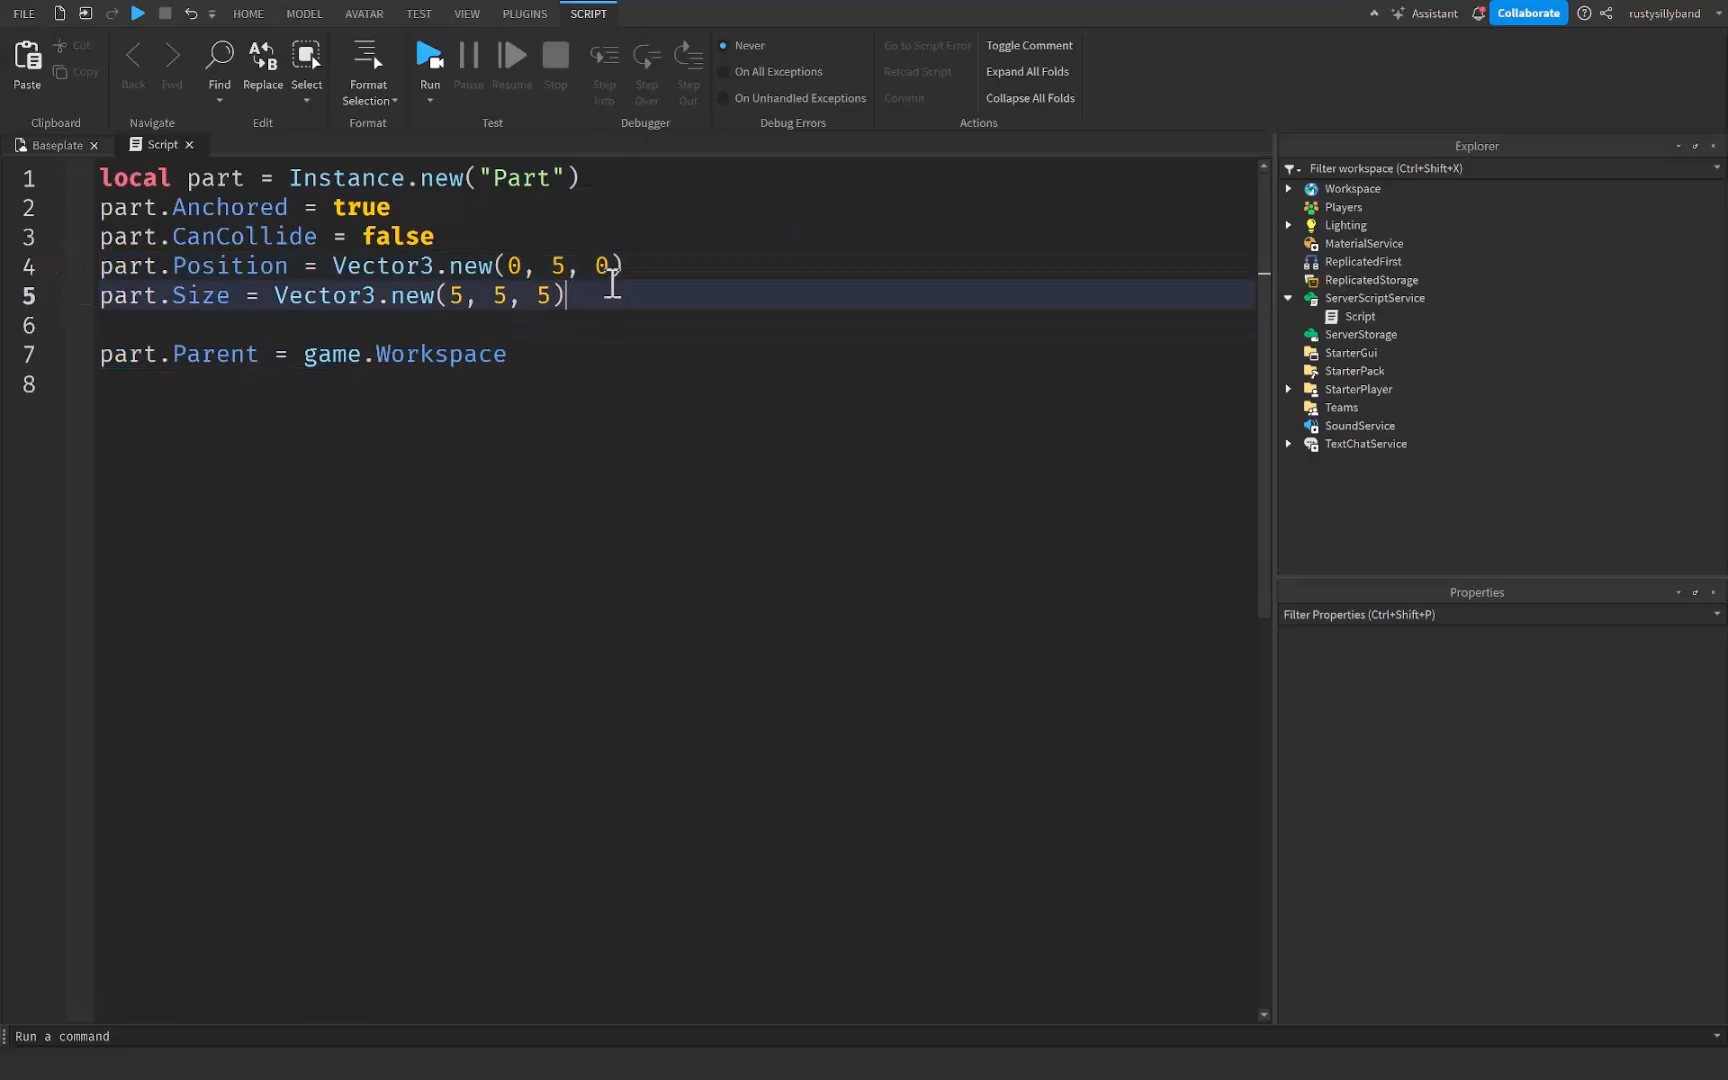 FILE HOME MODEL AVATAR TEST VIEW PLUGINS SCRIPT Assistant Collaborate rustysillyband
Cut
Copy
Paste
Clipboard
Back Fwd
Navigate
Find Replace Select
Edit
Format
Selection
Format
Run Pause Resume Stop
Test
Step
Into
Step
Over
Step
Out
Debugger
Never
On All Exceptions
On Unhandled Exceptions
Debug Errors
Go to Script Error
Reload Script
Commit
Toggle Comment
Expand All Folds
Collapse All Folds
Actions
Baseplate Script
1 local part = Instance.new("Part")
2 part.Anchored = true
3 part.CanCollide = false
4 part.Position = Vector3.new(0, 5, 0)
5 part.Size = Vector3.new(5, 5, 5)
6
7 part.Parent = game.Workspace
8
Explorer
Filter workspace (Ctrl+Shift+X)
Workspace
Players
Lighting
MaterialService
ReplicatedFirst
ReplicatedStorage
ServerScriptService
Script
ServerStorage
StarterGui
StarterPack
StarterPlayer
Teams
SoundService
TextChatService
Properties
Filter Properties (Ctrl+Shift+P)
Run a command